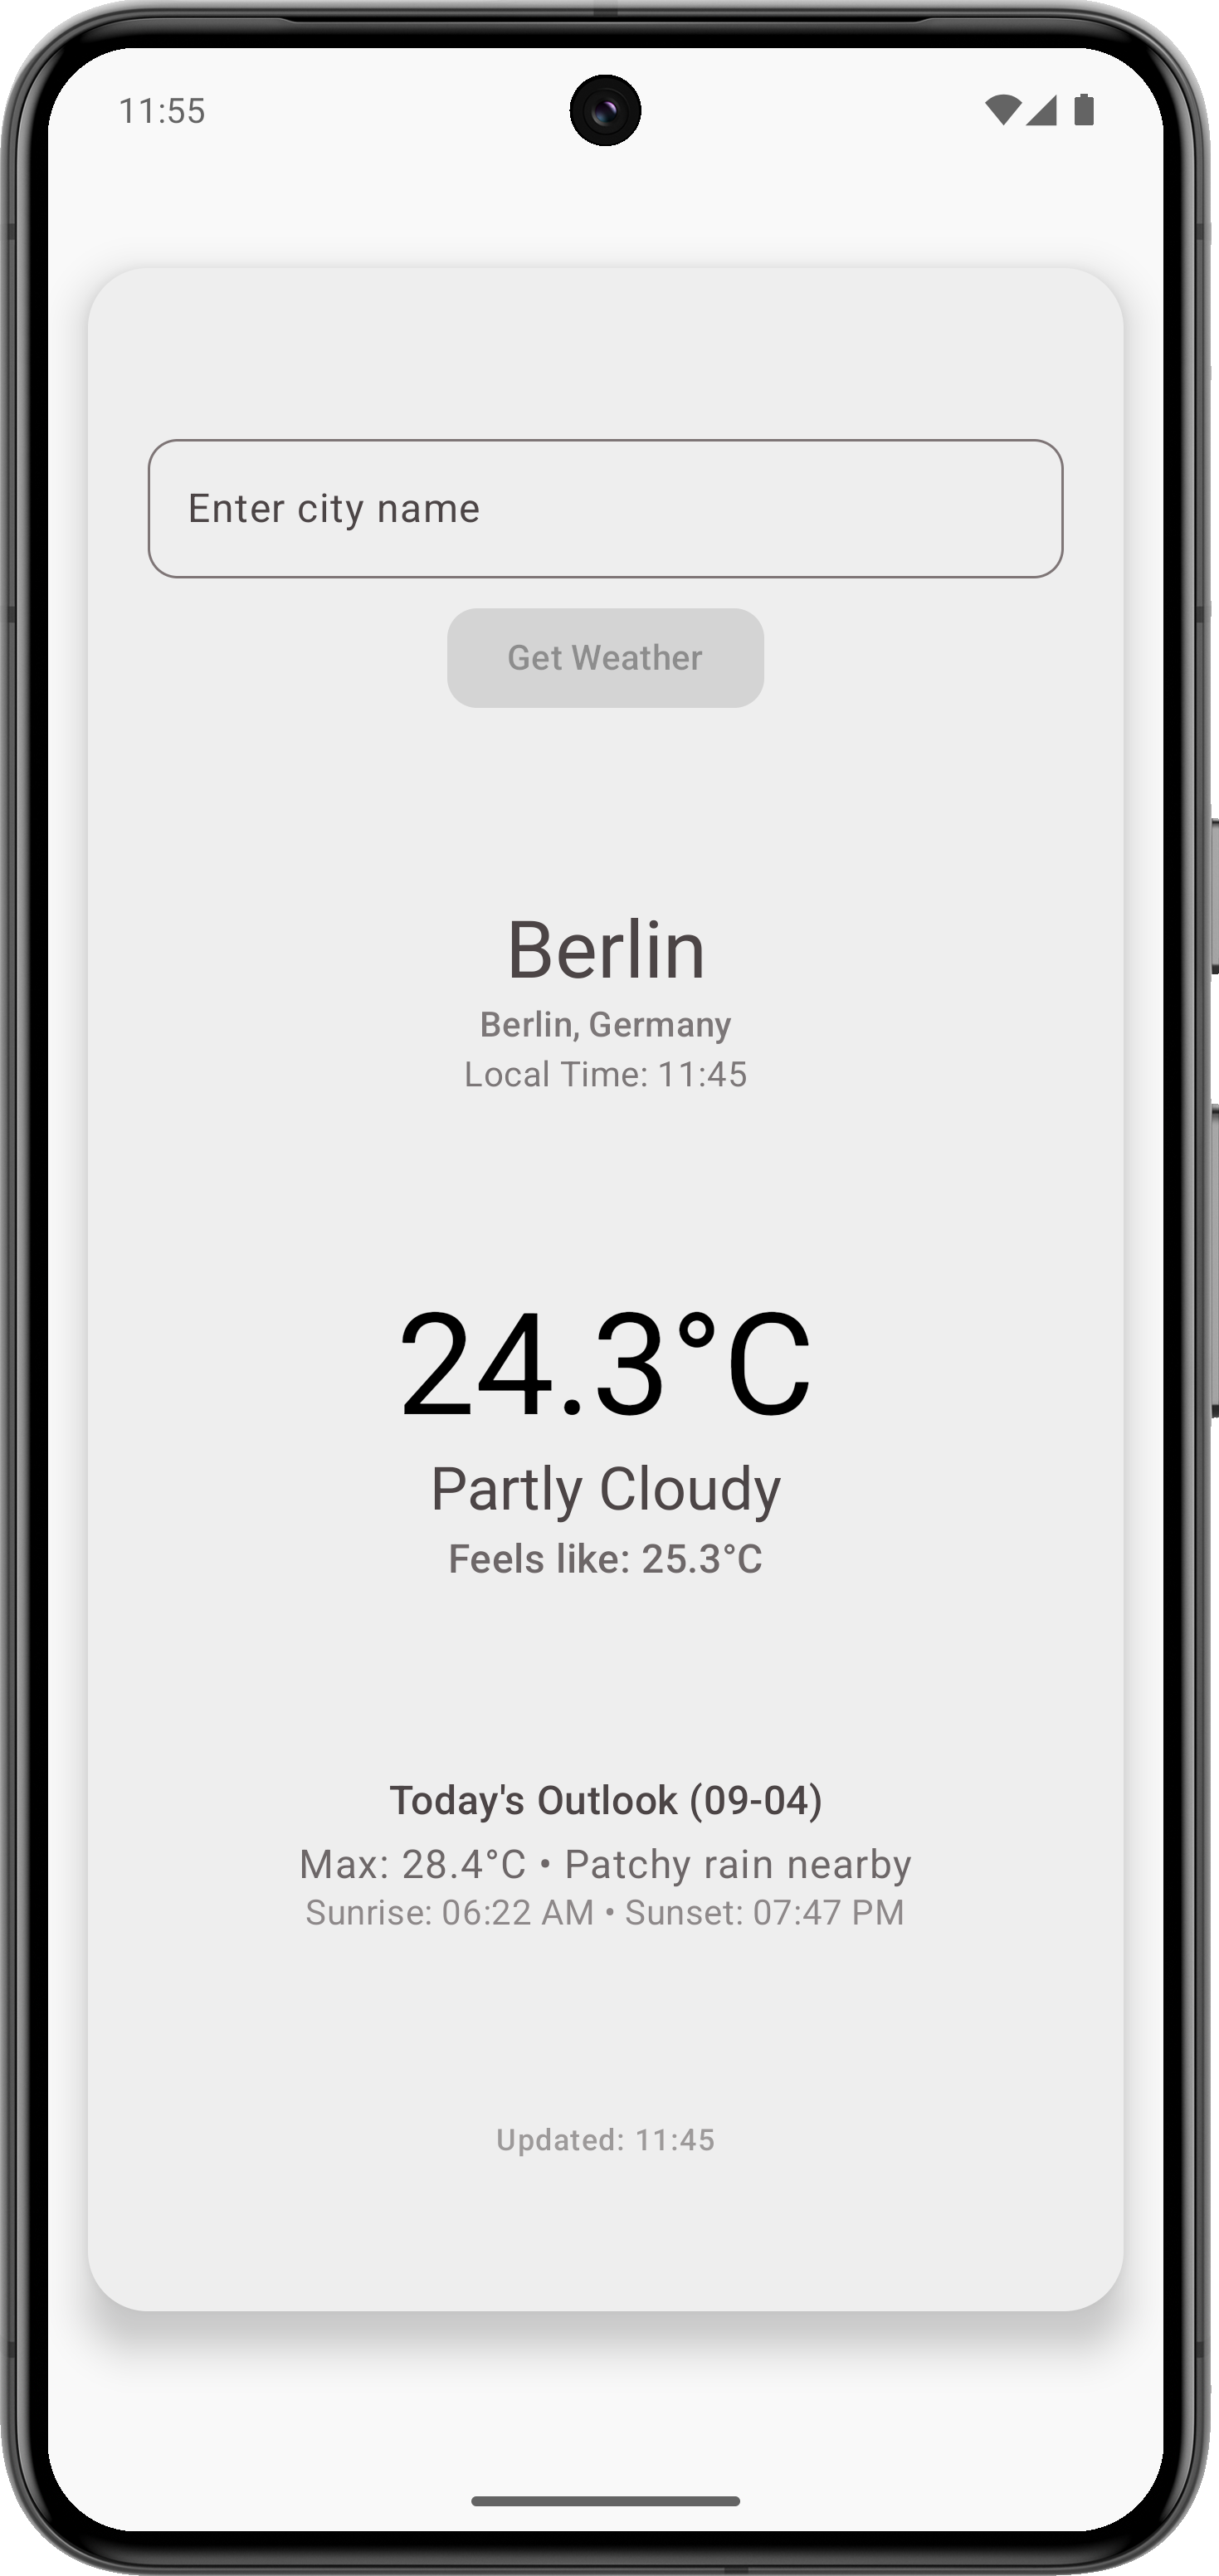 11:55
Enter city name
Get Weather
Berlin
Berlin, Germany
Local Time: 11:45
24.3°C
Partly Cloudy
Feels like: 25.3°C
Today's Outlook (09-04)
Max: 28.4°C • Patchy rain nearby
Sunrise: 06:22 AM • Sunset: 07:47 PM
Updated: 11:45